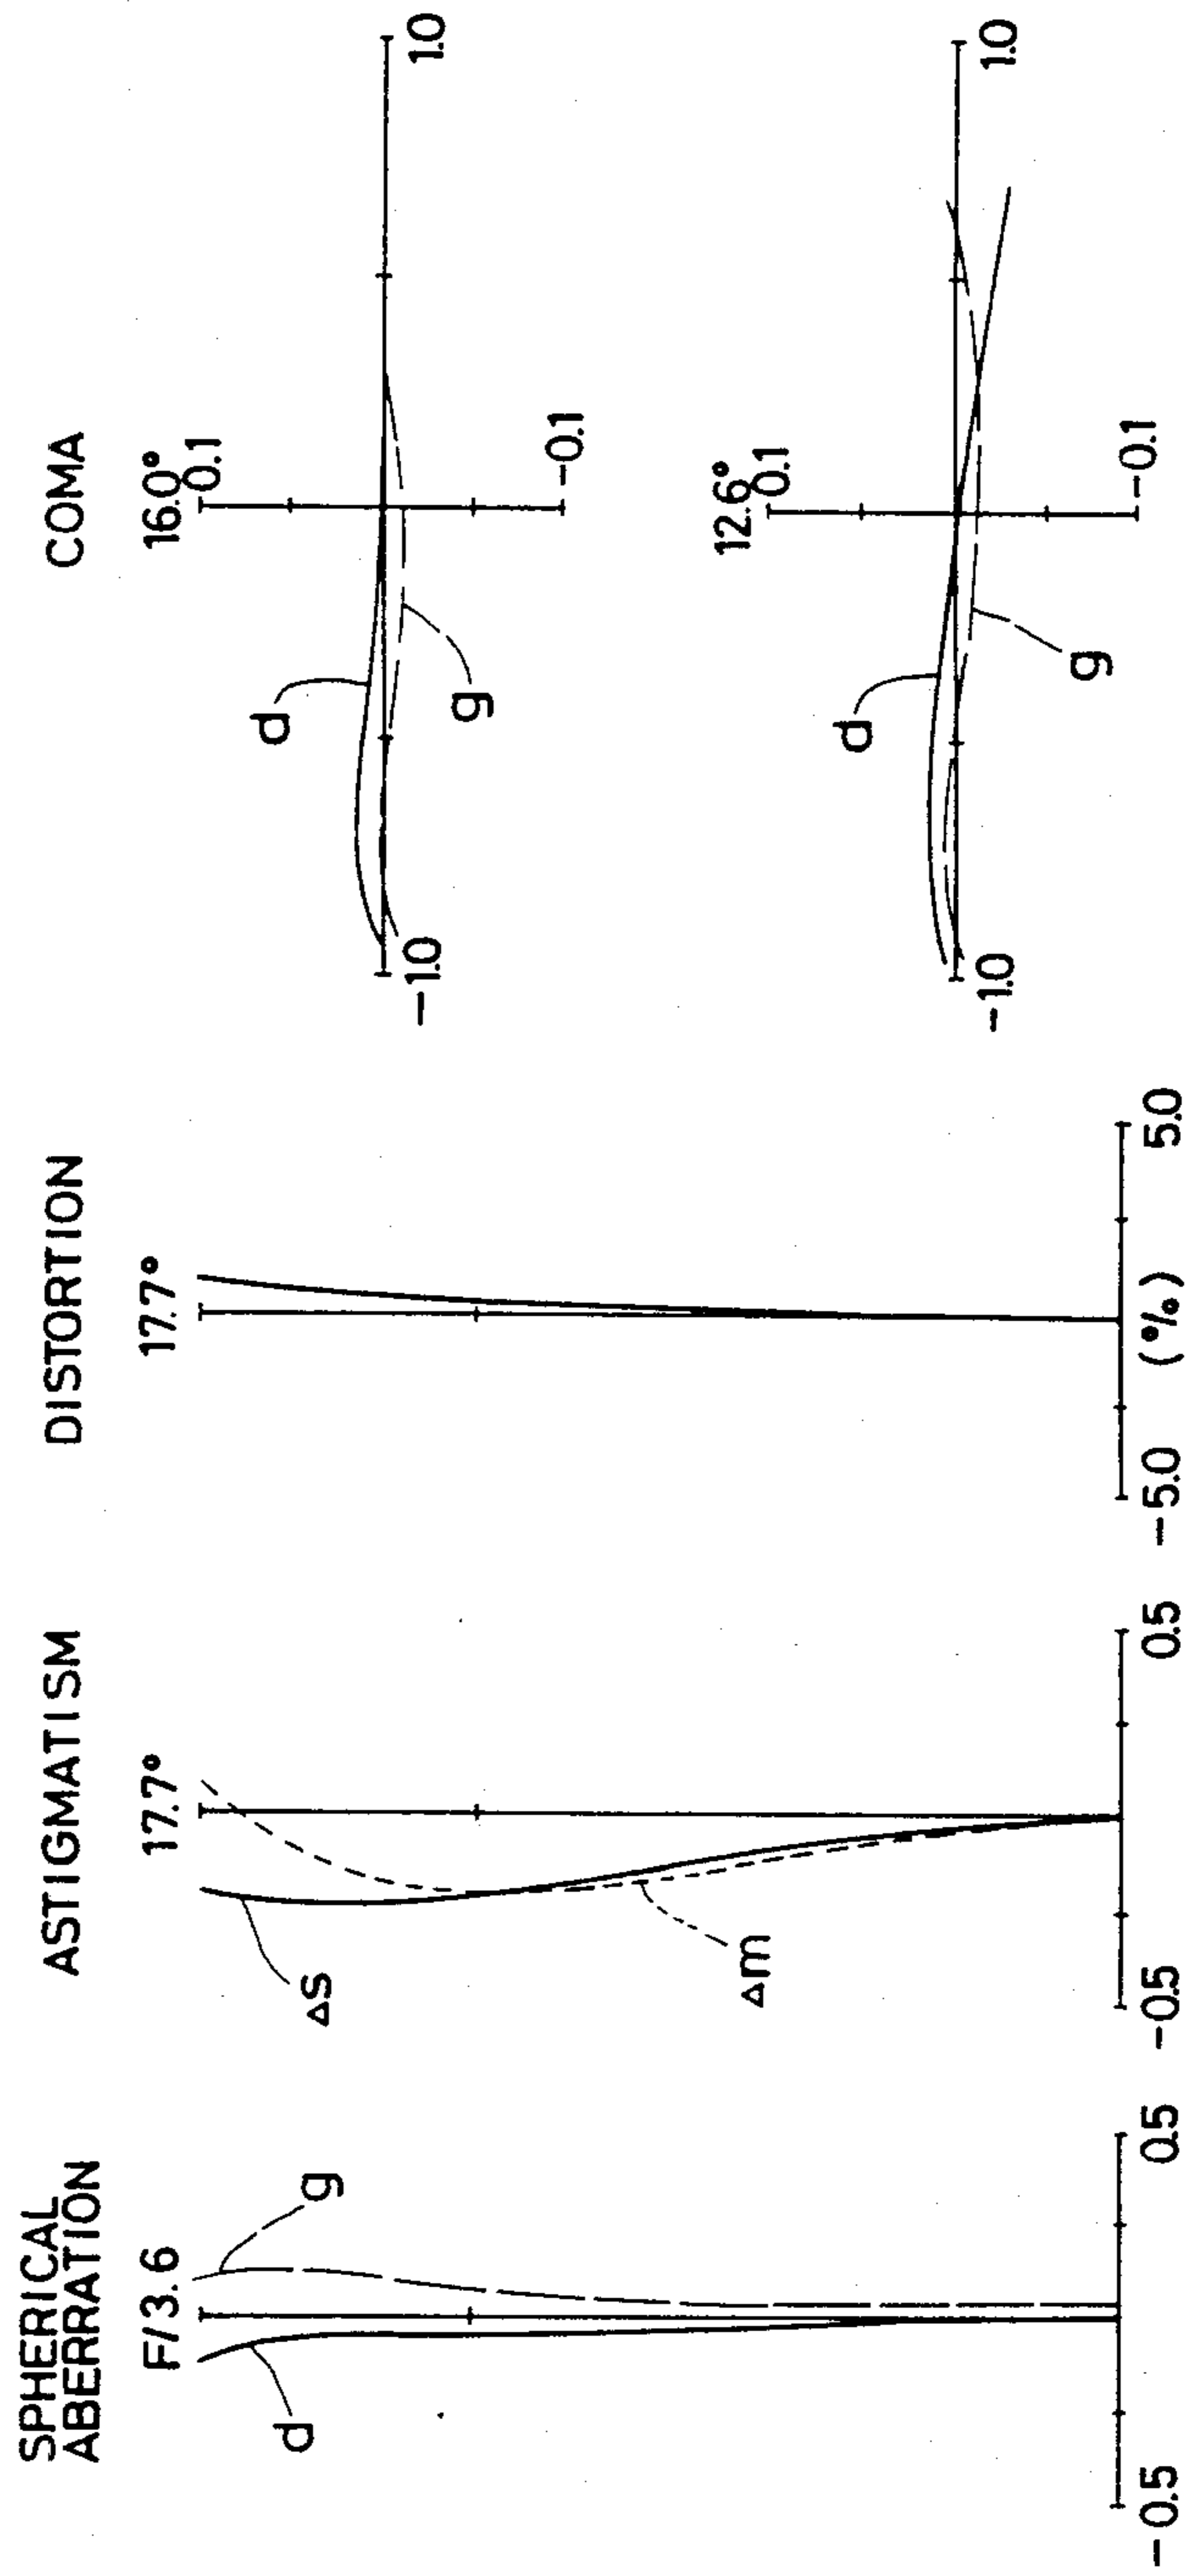 SPHERICAL
ABERRATION
F/3.6
d
g
-0.5
0.5
ASTIGMATISM
17.7°
Δs
Δm
-0.5
0.5
DISTORTION
17.7°
-5.0
(%)
5.0
COMA
16.0°
0.1
d
g
-1.0
1.0
-0.1
12.6°
0.1
d
g
-1.0
1.0
-0.1